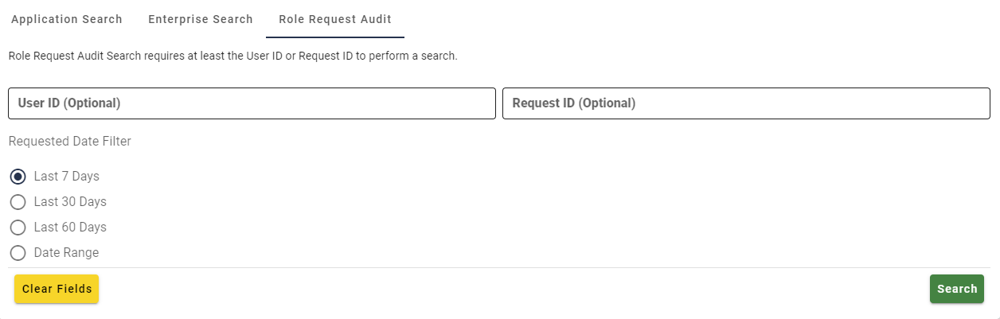 Application Search Enterprise Search Role Request Audit
Role Request Audit Search requires at least the User ID or Request ID to perform a search.
User ID (Optional) Request ID (Optional)
Requested Date Filter
Last 7 Days
Last 30 Days
Last 60 Days
Date Range
Clear Fields Search